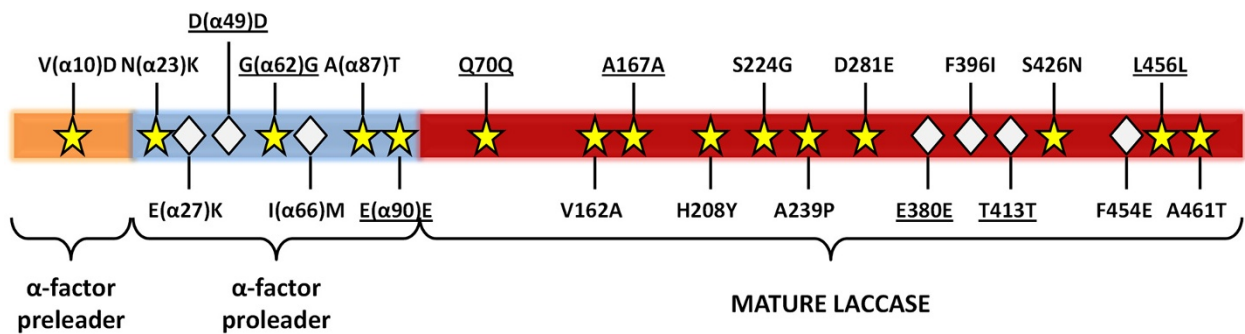 D(α49)D
V(α10)D N(α23)K G(α62)G A(α87)T Q70Q A167A S224G D281E F396I S426N L456L
E(α27)K I(α66)M E(α90)E V162A H208Y A239P E380E T413T F454E A461T
α-factor preleader
α-factor proleader
MATURE LACCASE